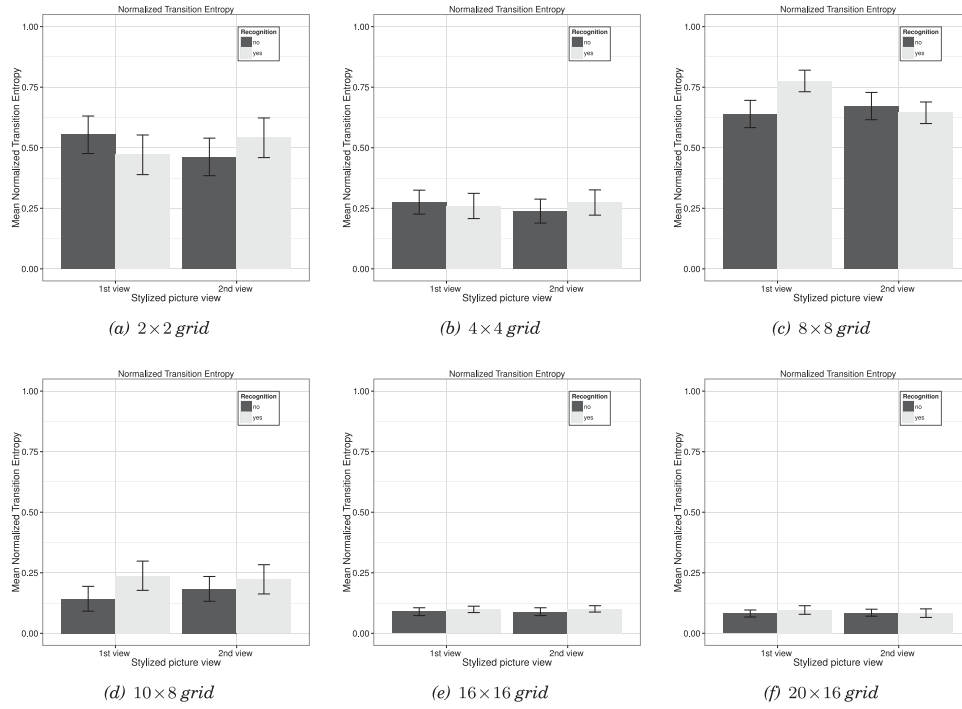 Normalized Transition Entropy
Mean Normalized Transition Entropy
1.00
0.75
0.50
0.25
0.00
Recognition
no
yes
1st view
2nd view
Stylized picture view
(a) 2×2 grid
Normalized Transition Entropy
Mean Normalized Transition Entropy
1.00
0.75
0.50
0.25
0.00
Recognition
no
yes
1st view
2nd view
Stylized picture view
(b) 4×4 grid
Normalized Transition Entropy
Mean Normalized Transition Entropy
1.00
0.75
0.50
0.25
0.00
Recognition
no
yes
1st view
2nd view
Stylized picture view
(c) 8×8 grid
Normalized Transition Entropy
Mean Normalized Transition Entropy
1.00
0.75
0.50
0.25
0.00
Recognition
no
yes
1st view
2nd view
Stylized picture view
(d) 10×8 grid
Normalized Transition Entropy
Mean Normalized Transition Entropy
1.00
0.75
0.50
0.25
0.00
Recognition
no
yes
1st view
2nd view
Stylized picture view
(e) 16×16 grid
Normalized Transition Entropy
Mean Normalized Transition Entropy
1.00
0.75
0.50
0.25
0.00
Recognition
no
yes
1st view
2nd view
Stylized picture view
(f) 20×16 grid